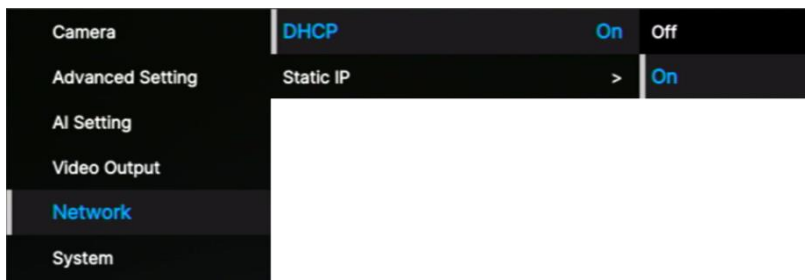 Camera
Advanced Setting
AI Setting
Video Output
Network
System
DHCP On
Static IP >
Off
On